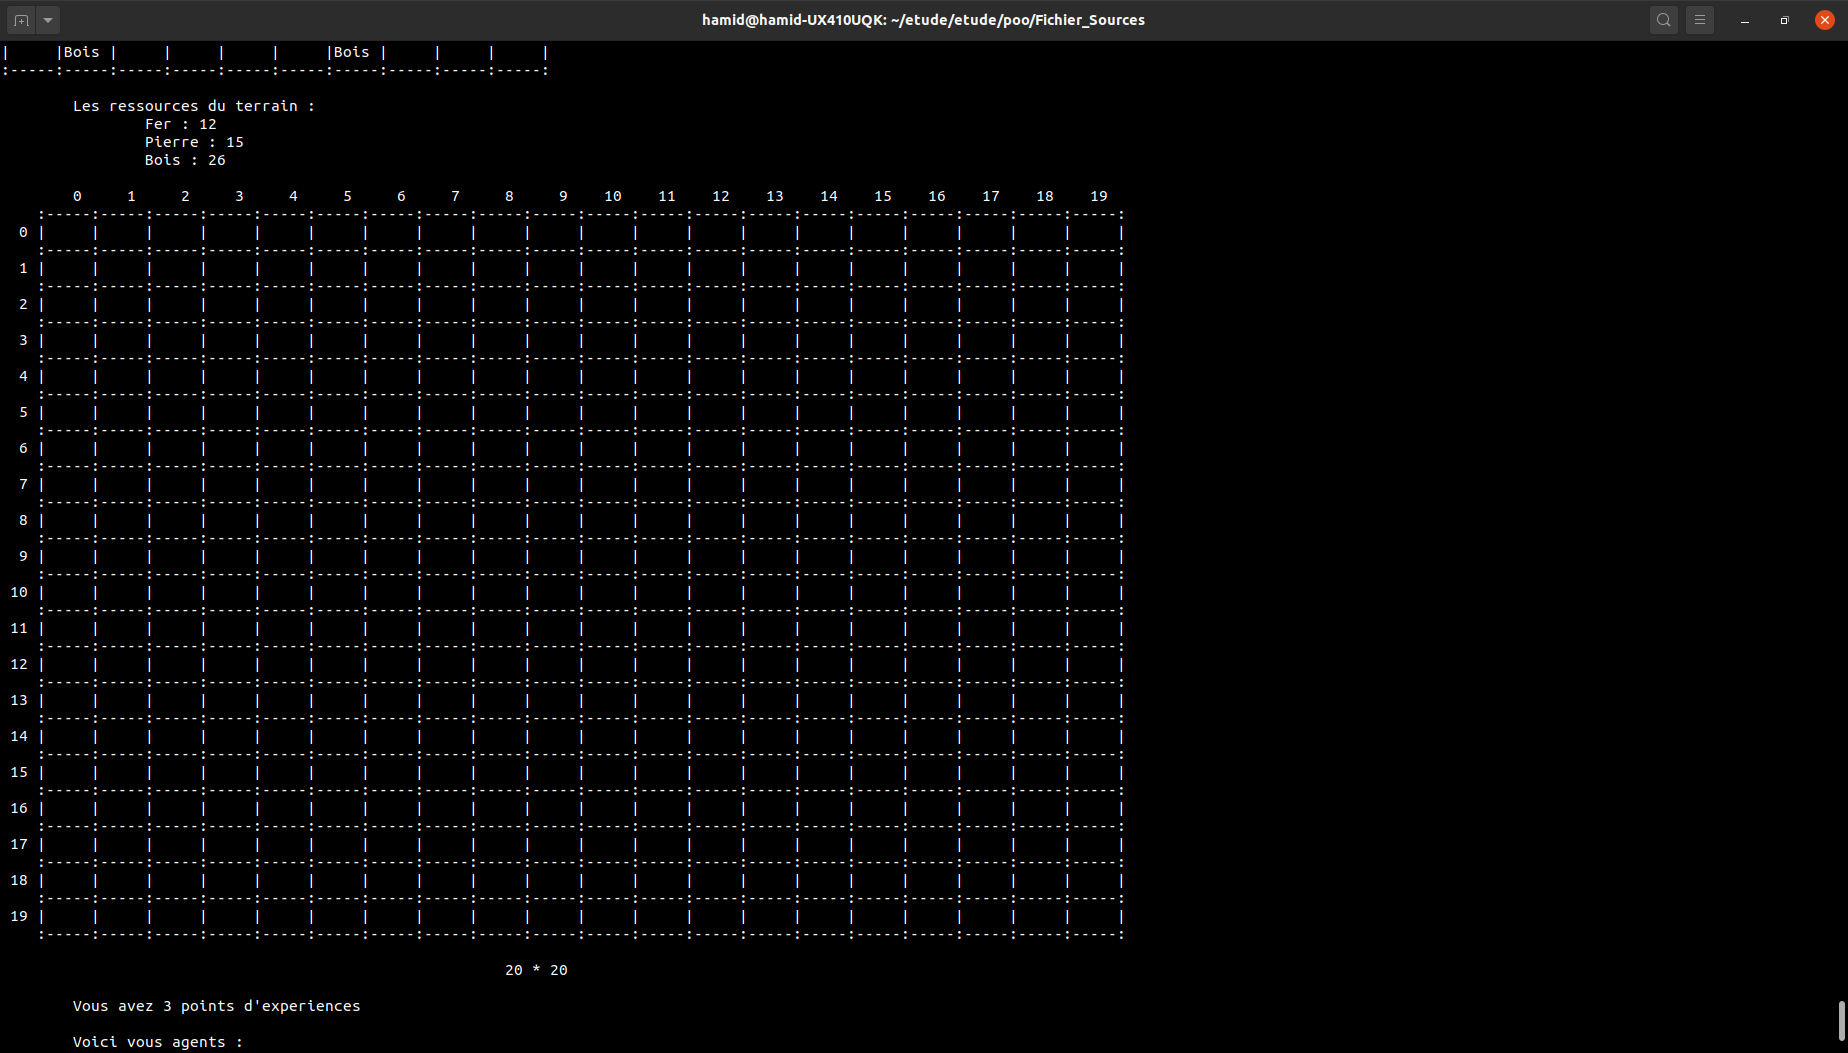 hamid@hamid-UX410UQK: ~/etude/etude/poo/Fichier_Sources
|     |Bois |     |     |     |     |Bois |     |     |     |
:-----:-----:-----:-----:-----:-----:-----:-----:-----:-----:
Les ressources du terrain :
Fer : 12
Pierre : 15
Bois : 26
0 1 2 3 4 5 6 7 8 9 10 11 12 13 14 15 16 17 18 19
0
1
2
3
4
5
6
7
8
9
10
11
12
13
14
15
16
17
18
19
20 * 20
Vous avez 3 points d'experiences
Voici vous agents :